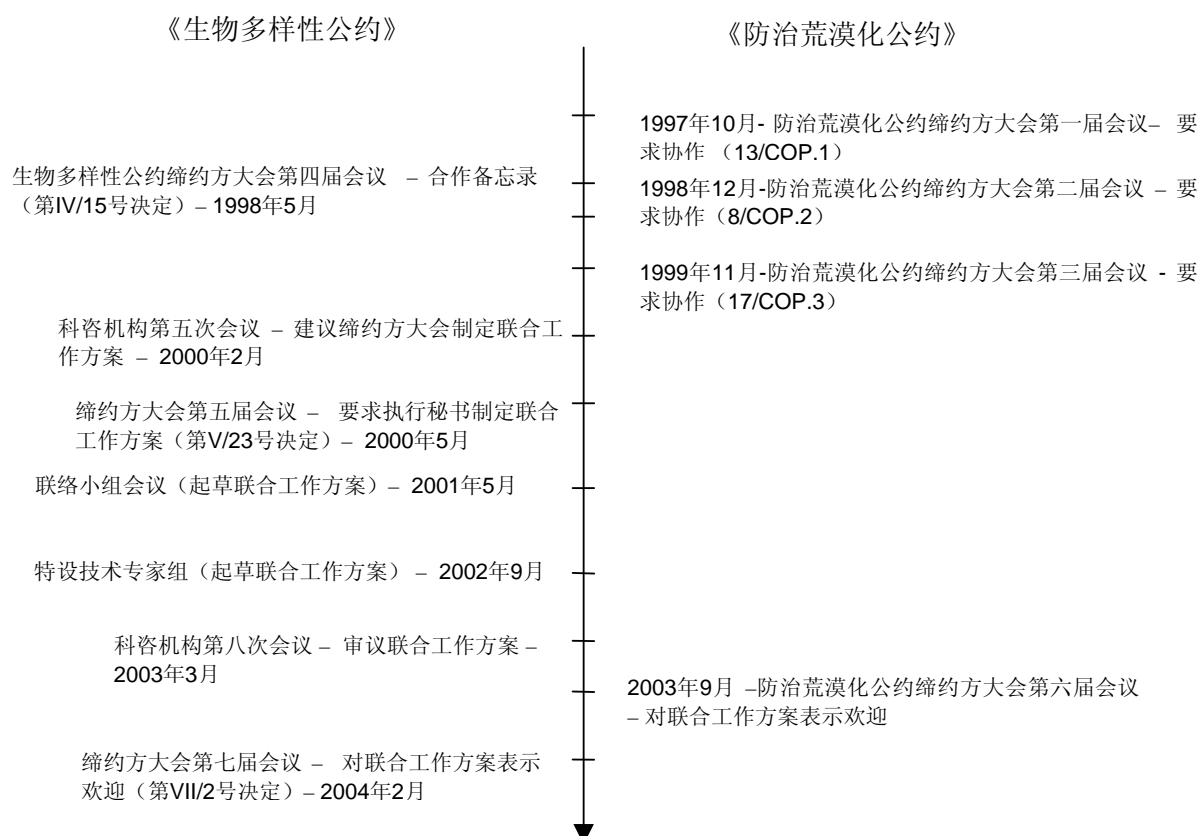 《生物多样性公约》
《防治荒漠化公约》
1997年10月- 防治荒漠化公约缔约方大会第一届会议– 要
求协作 （13/COP.1）
生物多样性公约缔约方大会第四届会议 – 合作备忘录
（第IV/15号决定）– 1998年5月
1998年12月-防治荒漠化公约缔约方大会第二届会议 – 要
求协作（8/COP.2）
1999年11月-防治荒漠化公约缔约方大会第三届会议 - 要
求协作（17/COP.3）
科咨机构第五次会议 – 建议缔约方大会制定联合工
作方案 – 2000年2月
缔约方大会第五届会议 – 要求执行秘书制定联合
工作方案（第V/23号决定）– 2000年5月
联络小组会议（起草联合工作方案）– 2001年5月
特设技术专家组（起草联合工作方案） – 2002年9月
科咨机构第八次会议 – 审议联合工作方案 –
2003年3月
2003年9月 –防治荒漠化公约缔约方大会第六届会议
– 对联合工作方案表示欢迎
缔约方大会第七届会议 – 对联合工作方案表示
欢迎（第VII/2号决定）– 2004年2月